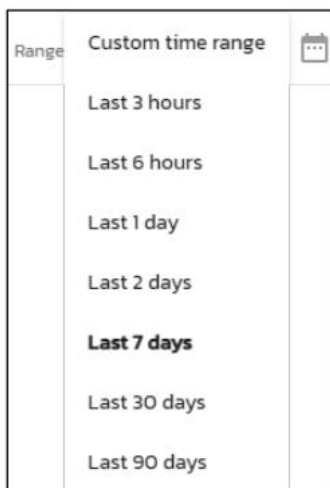 Range
Custom time range
Last 3 hours
Last 6 hours
Last 1 day
Last 2 days
Last 7 days
Last 30 days
Last 90 days